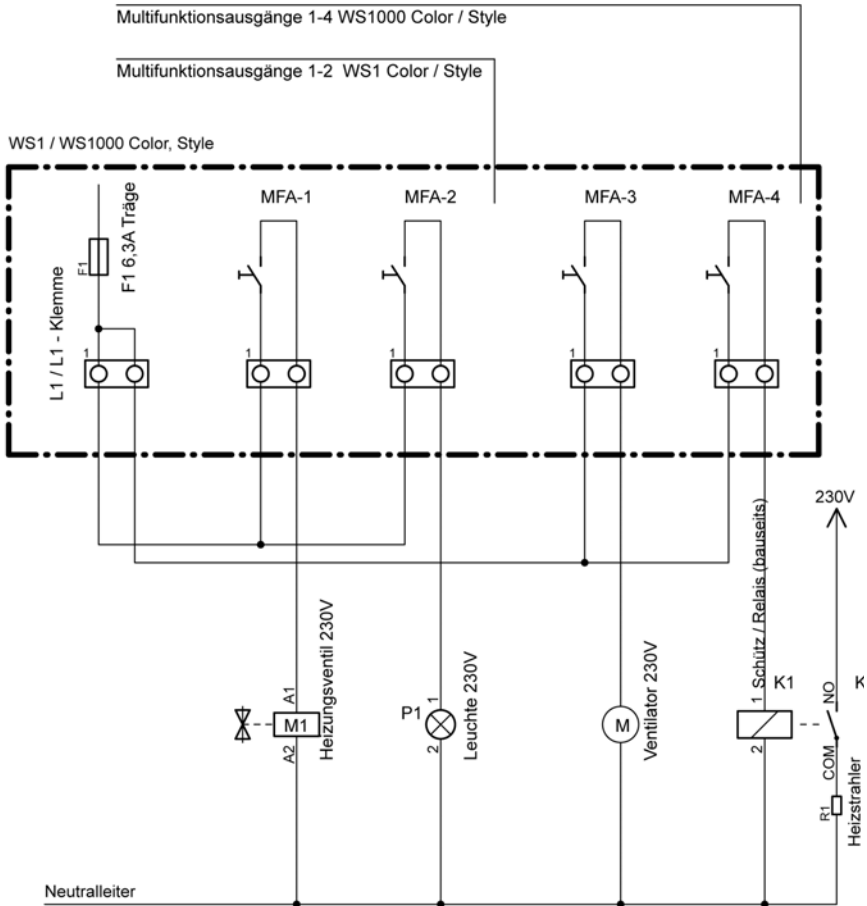 Multifunktionsausgänge 1-4 WS1000 Color / Style
Multifunktionsausgänge 1-2 WS1 Color / Style
WS1 / WS1000 Color, Style
MFA-1
MFA-2
MFA-3
MFA-4
F1
F1 6,3A Träge
L1 / L1 - Klemme
1
1
1
1
1
230V
A1
M1
A2
Heizungsventil 230V
P1
1
2
Leuchte 230V
M
Ventilator 230V
Schütz / Relais (bauseits)
1
2
K1
NO
COM
K
R1
Heizstrahler
Neutralleiter